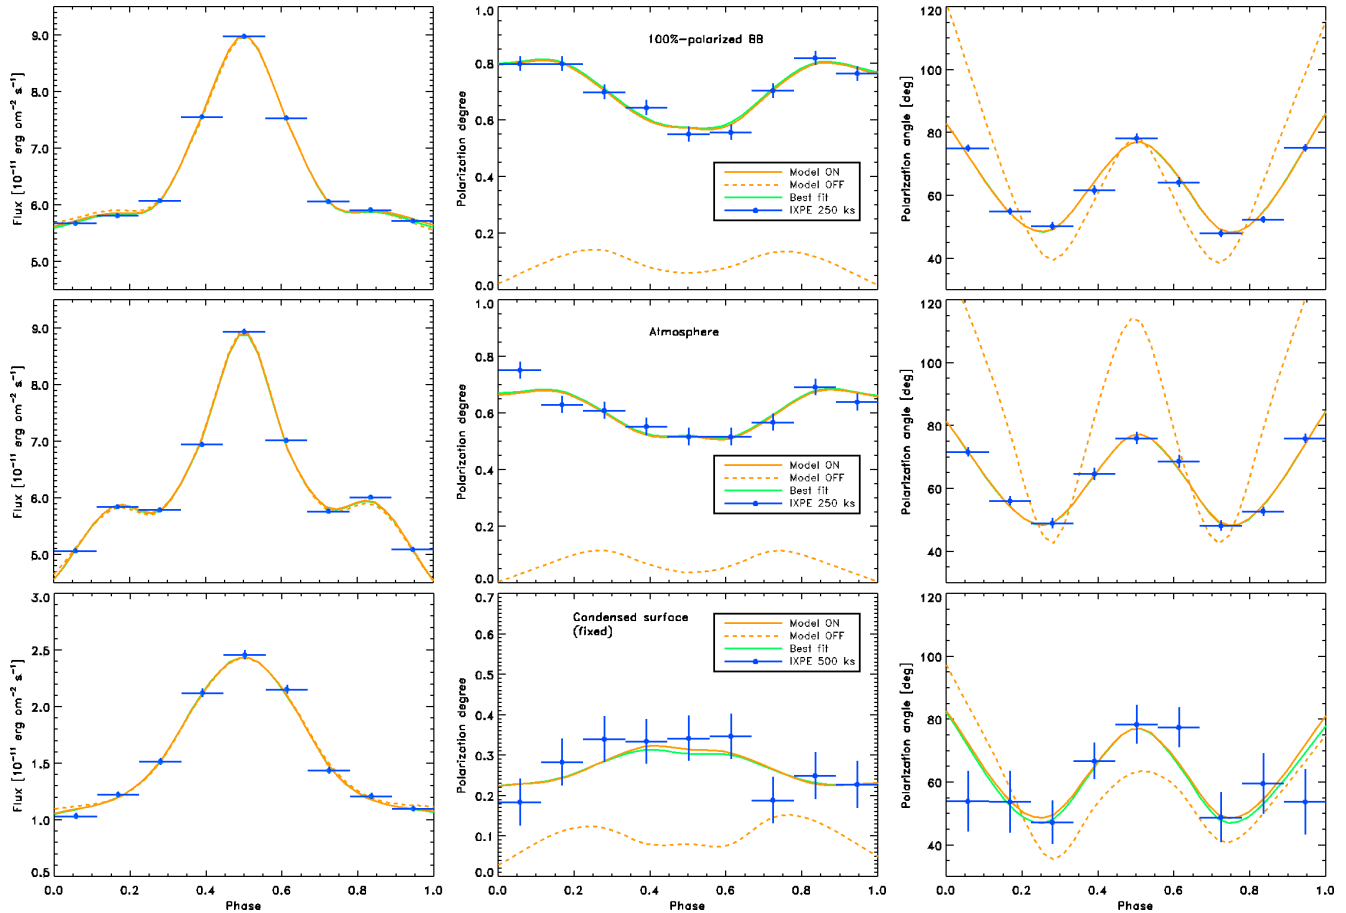 Flux [10⁻¹¹ erg cm⁻² s⁻¹]
9.0
8.0
7.0
6.0
5.0
Polarization degree
1.0
0.8
0.6
0.4
0.2
0.0
100%-polarized BB
Model ON
Model OFF
Best fit
IXPE 250 ks
Polarization angle [deg]
120
100
80
60
40
Flux [10⁻¹¹ erg cm⁻² s⁻¹]
9.0
8.0
7.0
6.0
5.0
Polarization degree
1.0
0.8
0.6
0.4
0.2
0.0
Atmosphere
Model ON
Model OFF
Best fit
IXPE 250 ks
Polarization angle [deg]
120
100
80
60
40
Flux [10⁻¹¹ erg cm⁻² s⁻¹]
3.0
2.5
2.0
1.5
1.0
0.5
0.0 0.2 0.4 0.6 0.8 1.0
Phase
Polarization degree
0.7
0.6
0.5
0.4
0.3
0.2
0.1
0.0
Condensed surface
(fixed)
Model ON
Model OFF
Best fit
IXPE 500 ks
0.0 0.2 0.4 0.6 0.8 1.0
Phase
Polarization angle [deg]
120
100
80
60
40
0.0 0.2 0.4 0.6 0.8 1.0
Phase